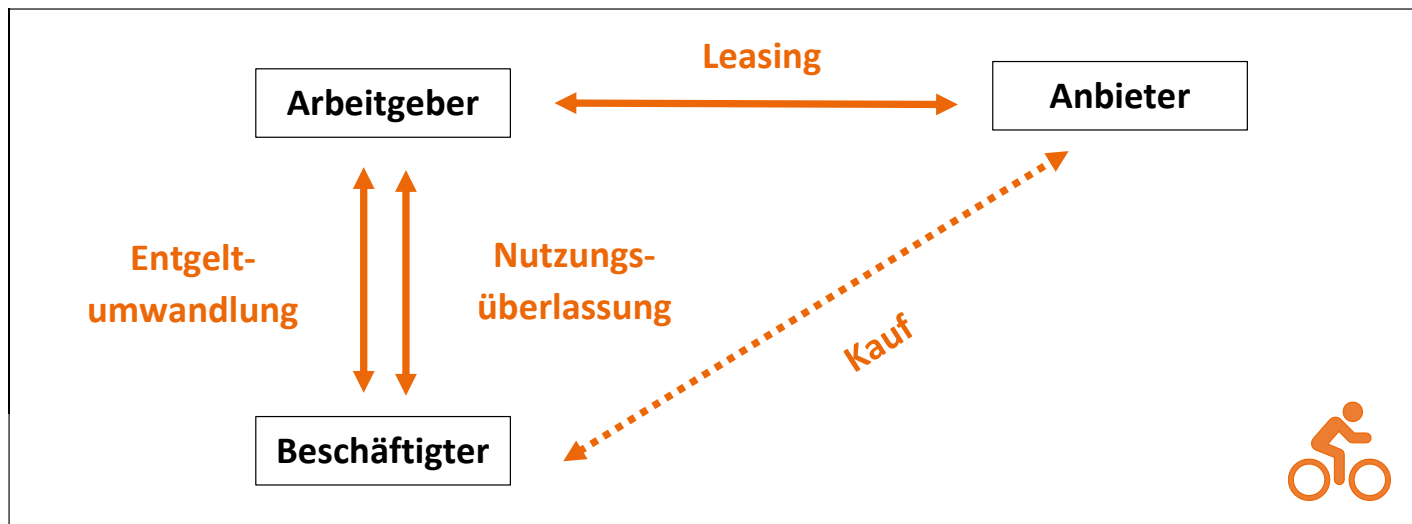 Leasing
Arbeitgeber
Anbieter
Entgelt-
umwandlung
Nutzungs-
überlassung
Kauf
Beschäftigter